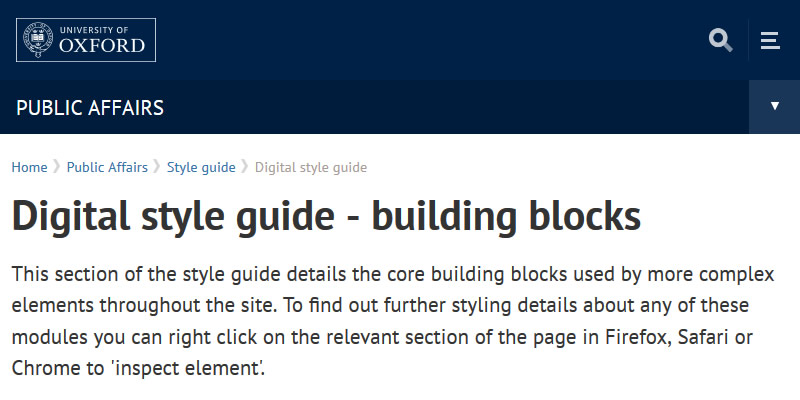 UNIVERSITY OF
OXFORD
PUBLIC AFFAIRS
Home Public Affairs Style guide Digital style guide
Digital style guide - building blocks
This section of the style guide details the core building blocks used by more complex
elements throughout the site. To find out further styling details about any of these
modules you can right click on the relevant section of the page in Firefox, Safari or
Chrome to 'inspect element'.